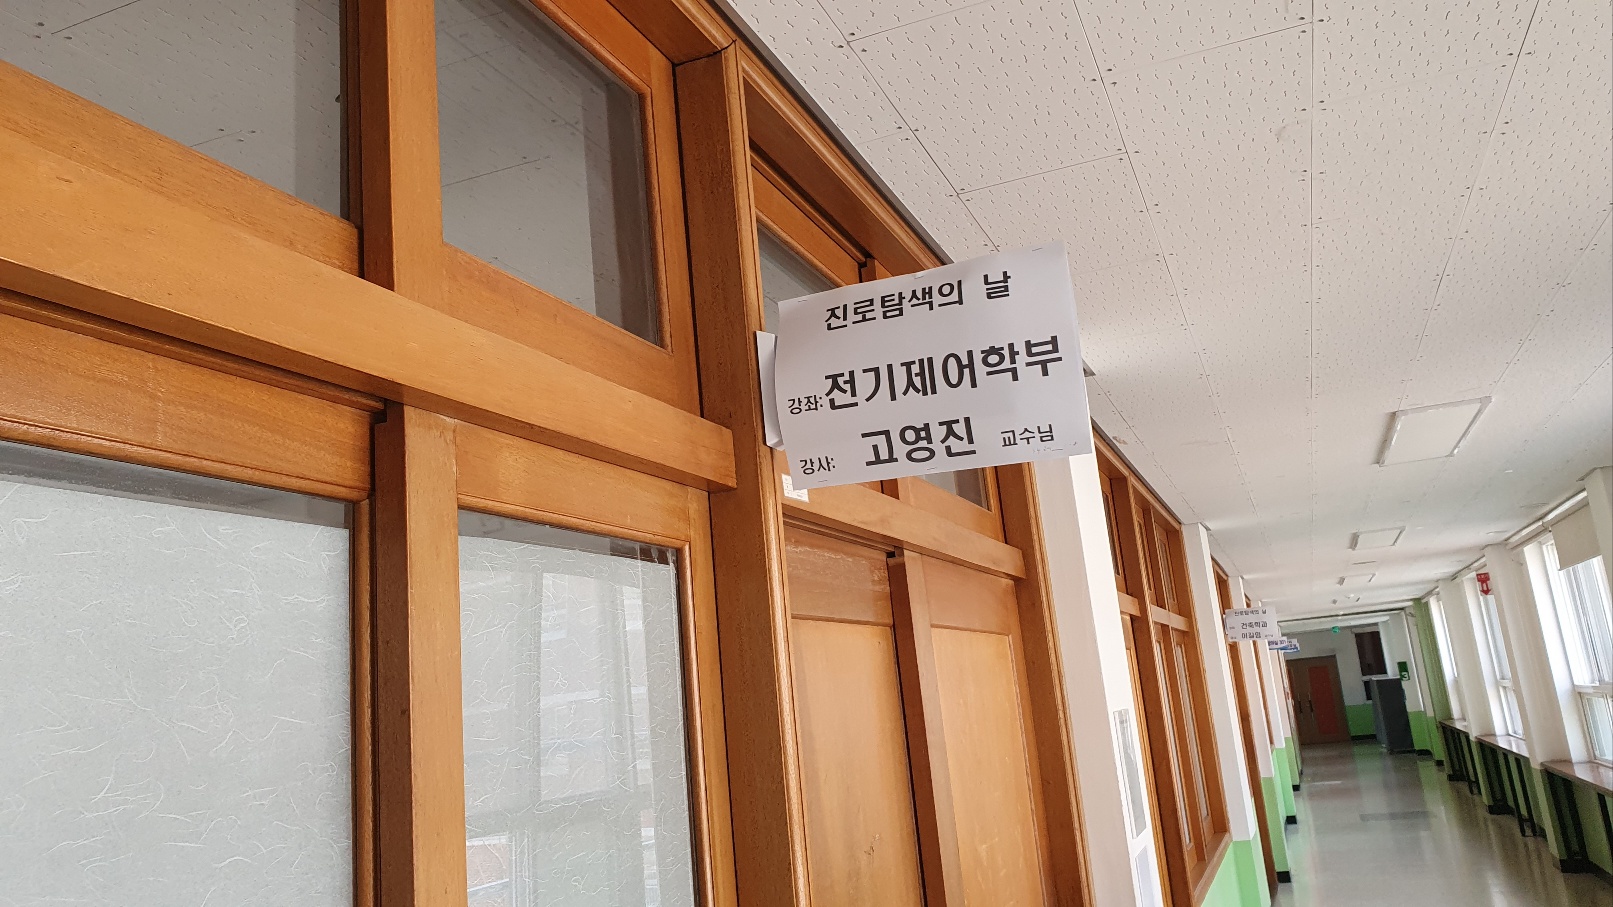 진로탐색의 날
강좌: 전기제어학부
강사: 고영진 교수님
진로탐색의 날
건축학과